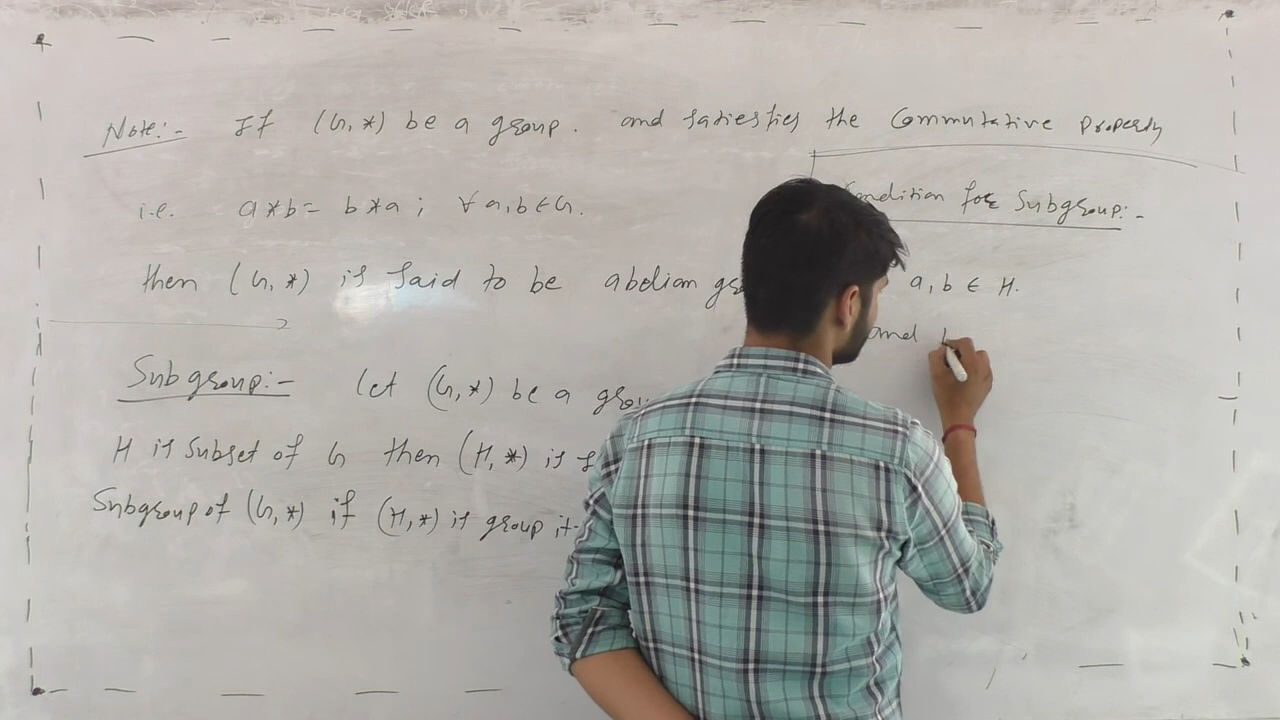 Note:- If (G,*) be a group. and satisfies the Commutative Property
i.e. a*b = b*a ; ∀ a,b ∈ G.
then (G,*) is said to be abelian
Subgroup:- let (G,*) be a
H is subset of G then (H,*) is
Subgroup of (G,*) if (H,*) is group
Condition for Subgroup:-
a,b ∈ H.
and